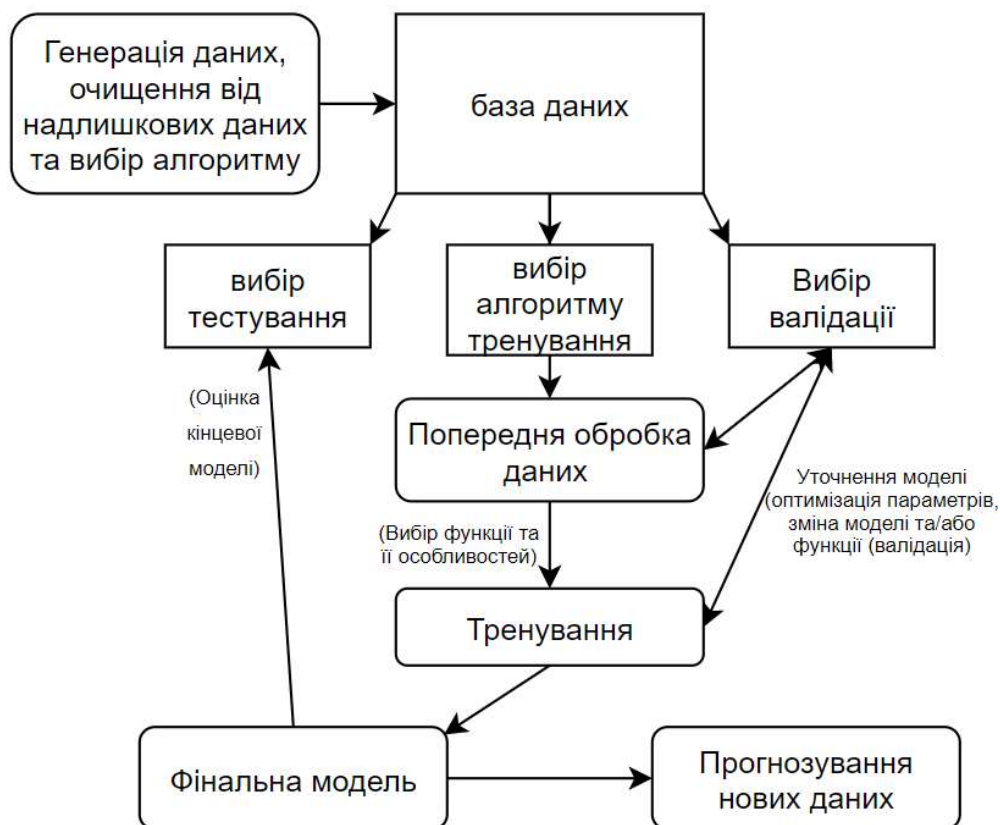 Генерація даних,
очищення від
надлишкових даних
та вибір алгоритму
база даних
вибір
тестування
вибір
алгоритму
тренування
Вибір
валідації
(Оцінка
кінцевої
моделі)
Попередня обробка
даних
Уточнення моделі
(оптимізація параметрів,
зміна моделі та/або
функції (валідація)
(Вибір функції та
її особливостей)
Тренування
Фінальна модель
Прогнозування
нових даних